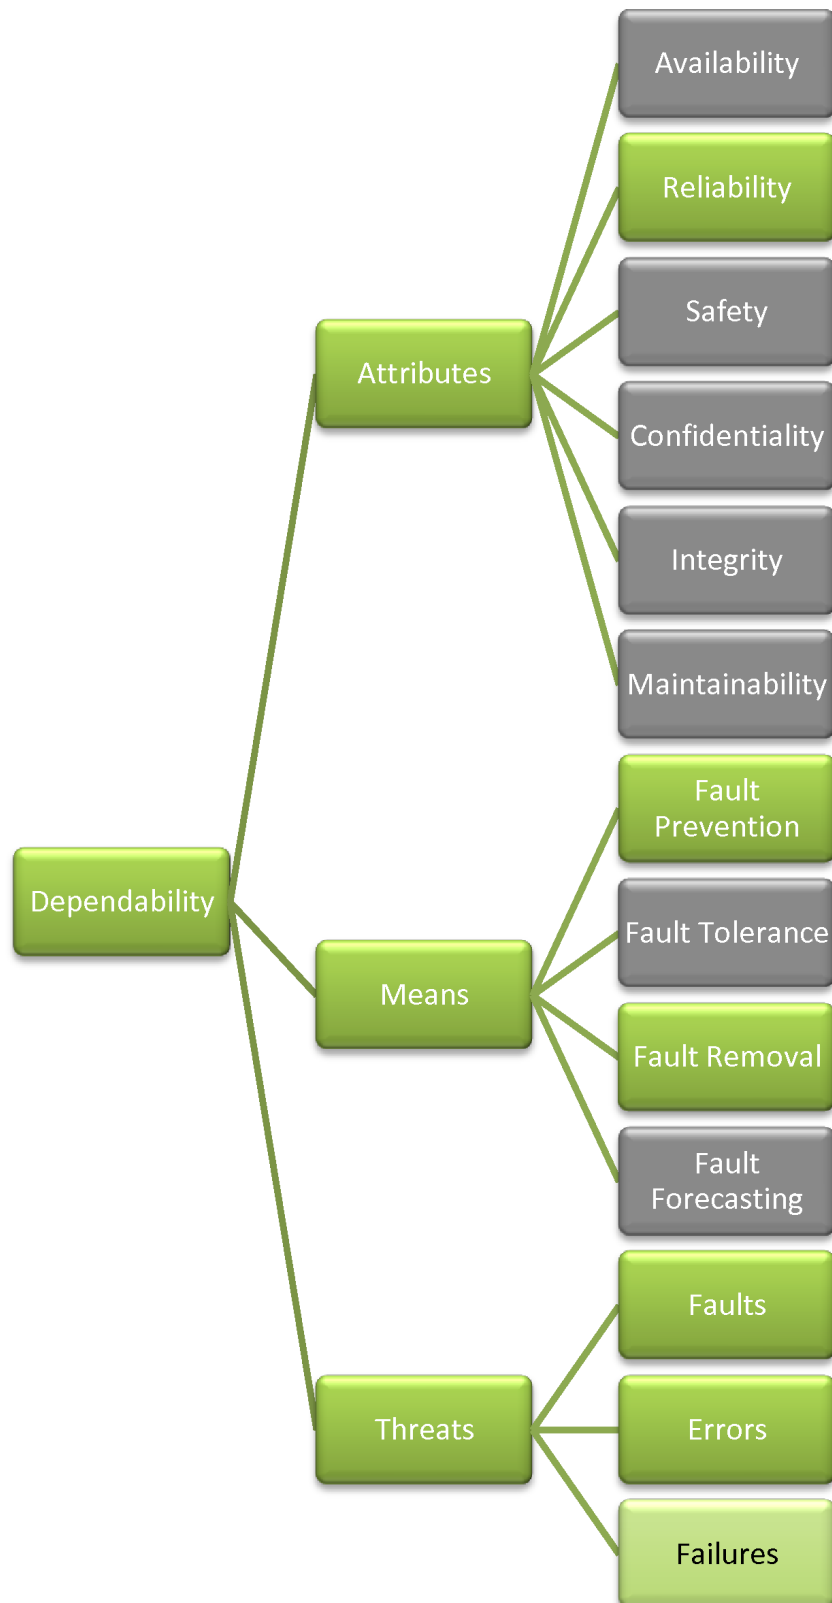 Availability
Reliability
Safety
Attributes
Confidentiality
Integrity
Maintainability
Fault
Prevention
Dependability
Fault Tolerance
Means
Fault Removal
Fault
Forecasting
Faults
Threats
Errors
Failures